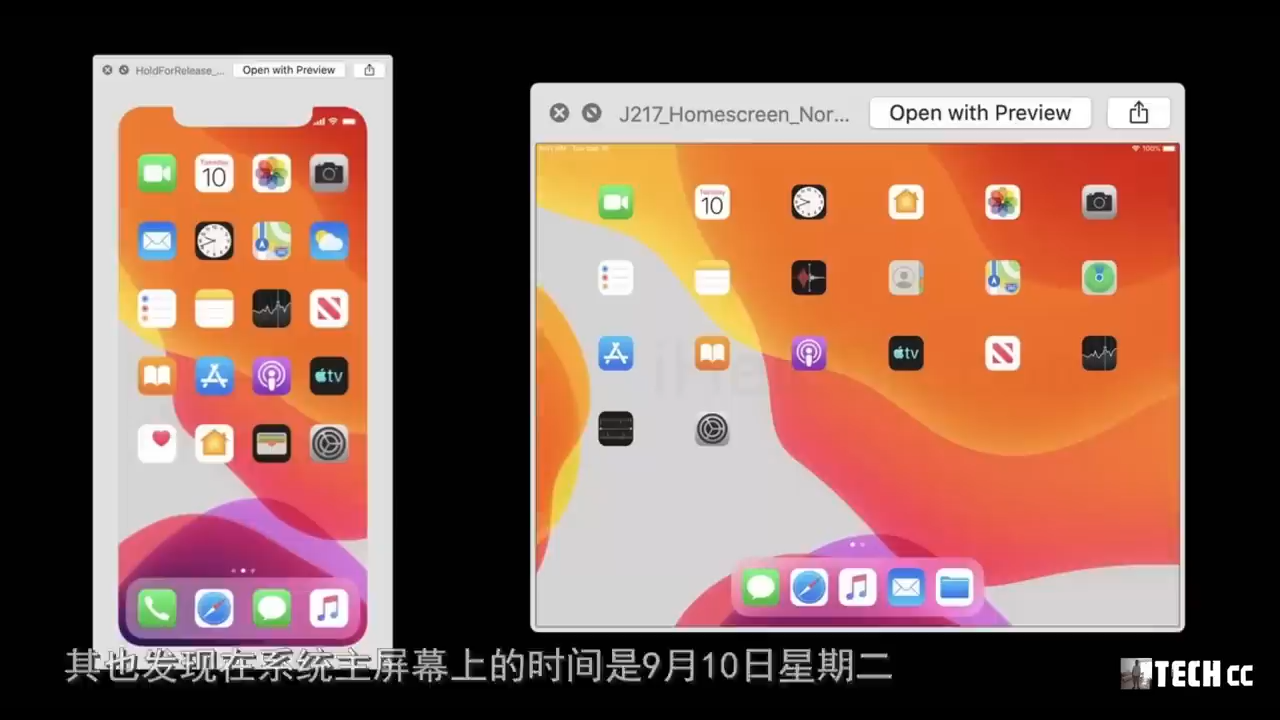 HoldForRelease_...
Open with Preview
J217_Homescreen_Nor...
Open with Preview
100%
Tuesday
10
Tuesday
10
tv
tv
其也发现在系统主屏幕上的时间是9月10日星期二
TECH CC